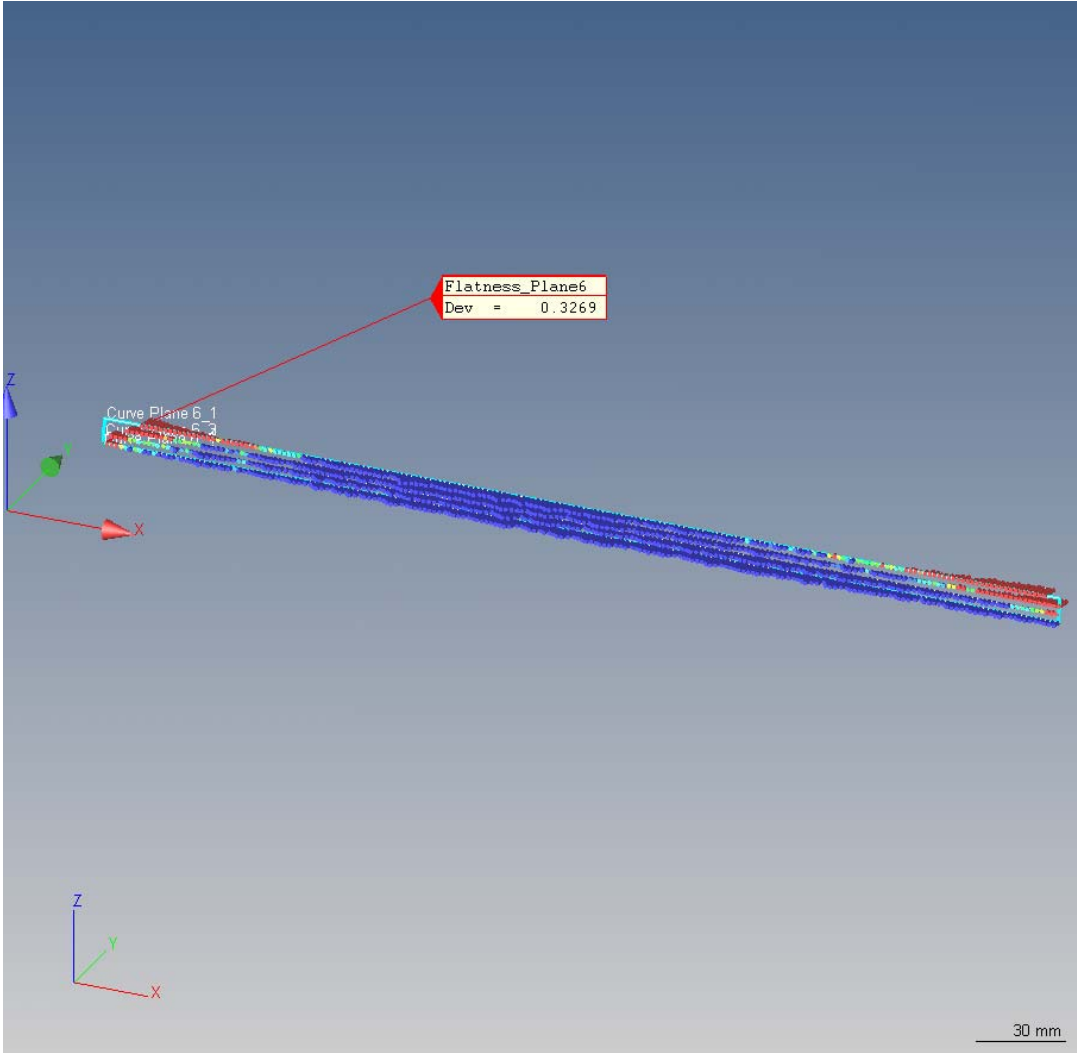 Flatness_Plane6
Dev = 0.3269
Z
Curve Plane 6_1
X
Z
Y
X
30 mm